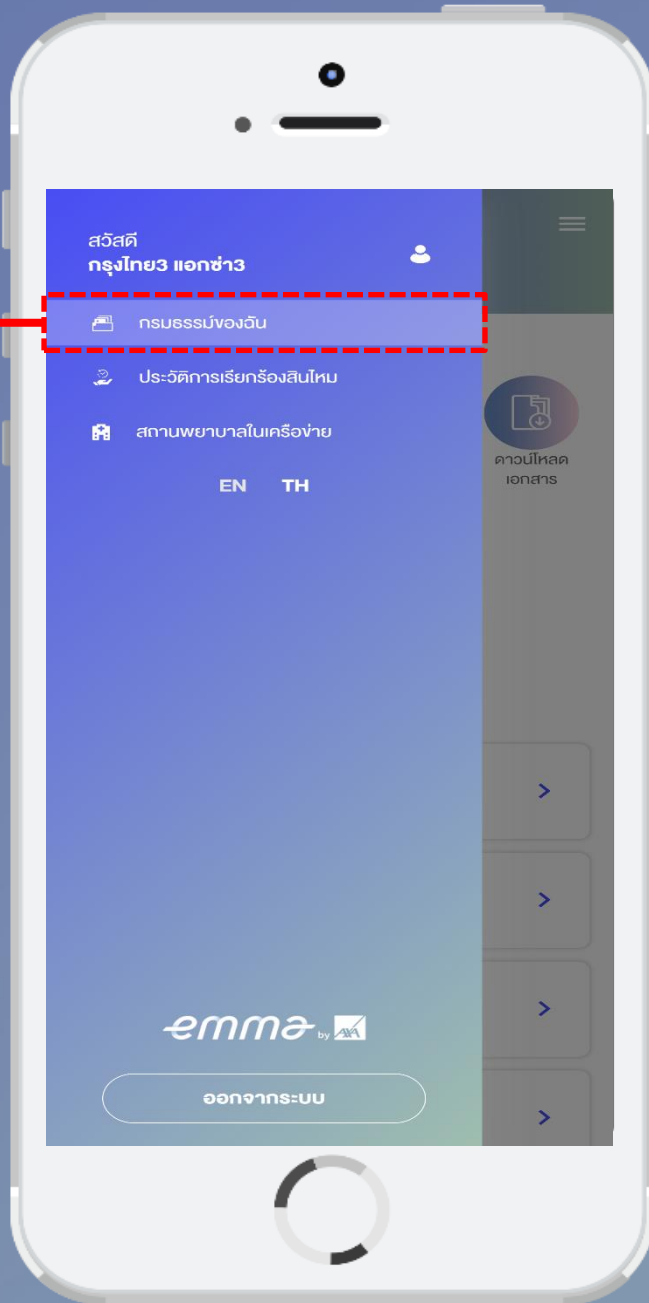 สวัสดี
กรุงไทย3 แอกซ่า3
กรมธรรม์ของฉัน
ประวัติการเรียกร้องสินไหม
สถานพยาบาลในเครือข่าย
EN TH
ดาวน์โหลด
เอกสาร
emma by AXA
ออกจากระบบ